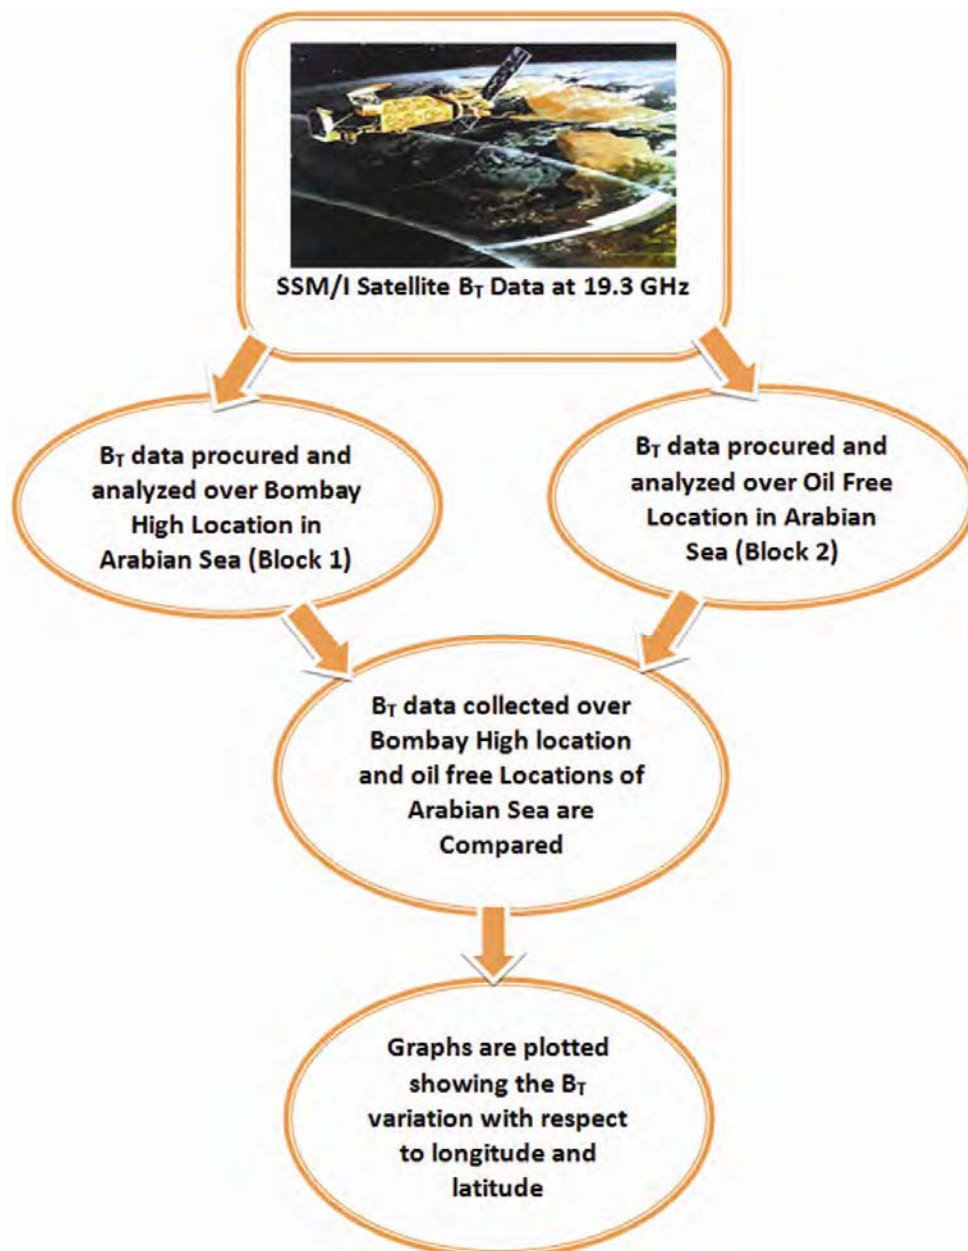 SSM/I Satellite BT Data at 19.3 GHz
BT data procured and
analyzed over Bombay
High Location in
Arabian Sea (Block 1)
BT data procured and
analyzed over Oil Free
Location in Arabian
Sea (Block 2)
BT data collected over
Bombay High location
and oil free Locations of
Arabian Sea are
Compared
Graphs are plotted
showing the BT
variation with respect
to longitude and
latitude